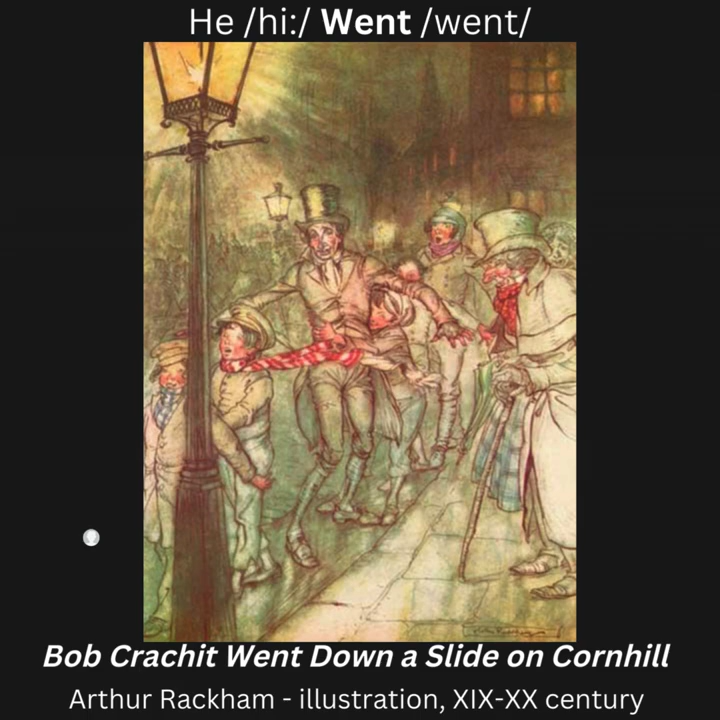 He /hi:/ Went /went/
Bob Crachit Went Down a Slide on Cornhill
Arthur Rackham - illustration, XIX-XX century